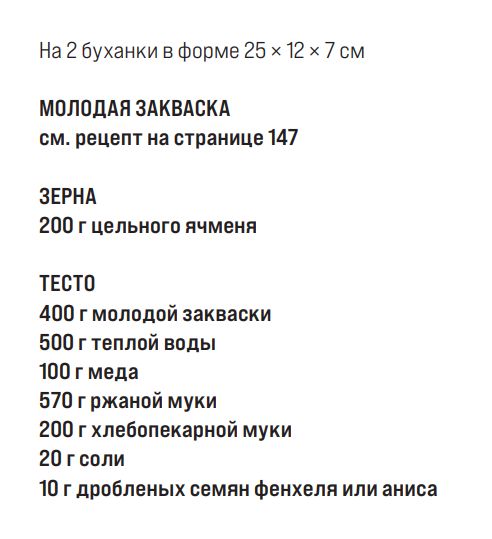 На 2 буханки в форме 25 × 12 × 7 см
МОЛОДАЯ ЗАКВАСКА
см. рецепт на странице 147
ЗЕРНА
200 г цельного ячменя
ТЕСТО
400 г молодой закваски
500 г теплой воды
100 г меда
570 г ржаной муки
200 г хлебопекарной муки
20 г соли
10 г дробленых семян фенхеля или аниса